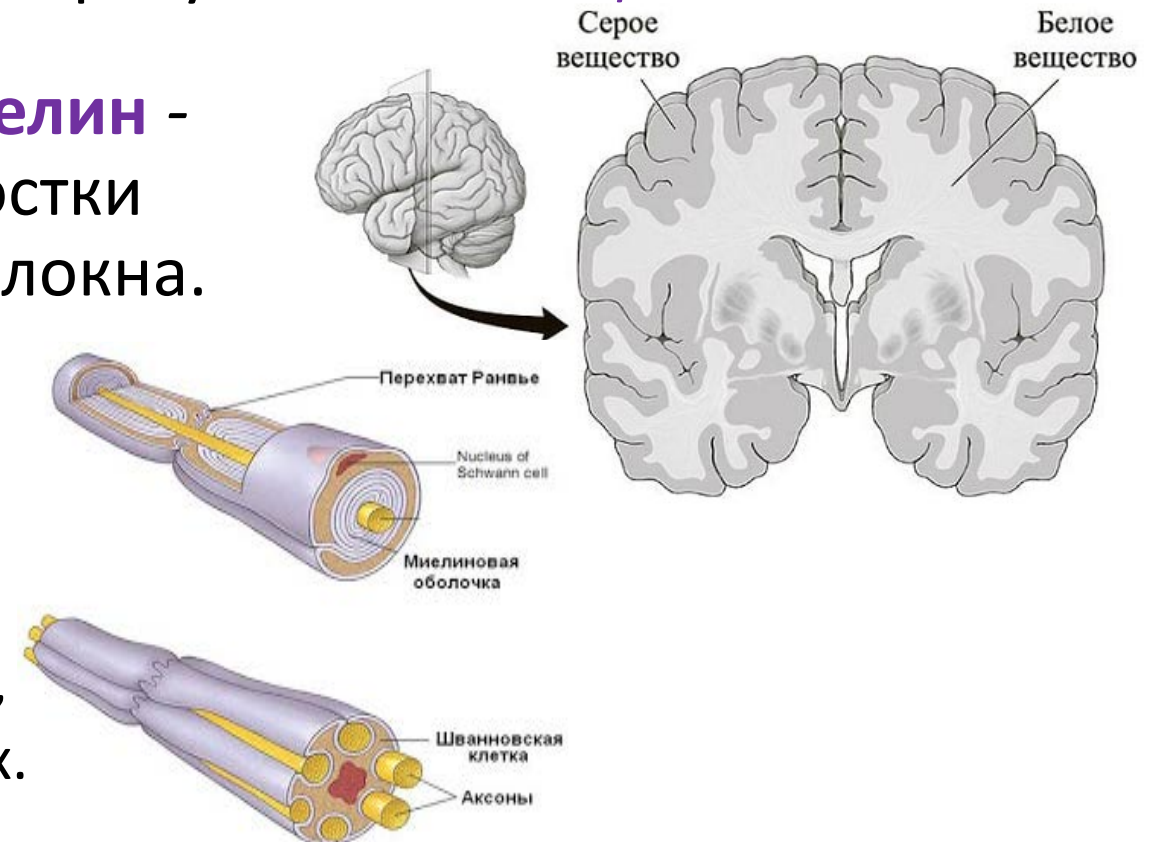 Серое
вещество
Белое
вещество
елин -
остки
локна.
Перехват Ранвье
Nucleus of
Schwann cell
Миелиновая
оболочка
х.
Шванновская
клетка
Аксоны